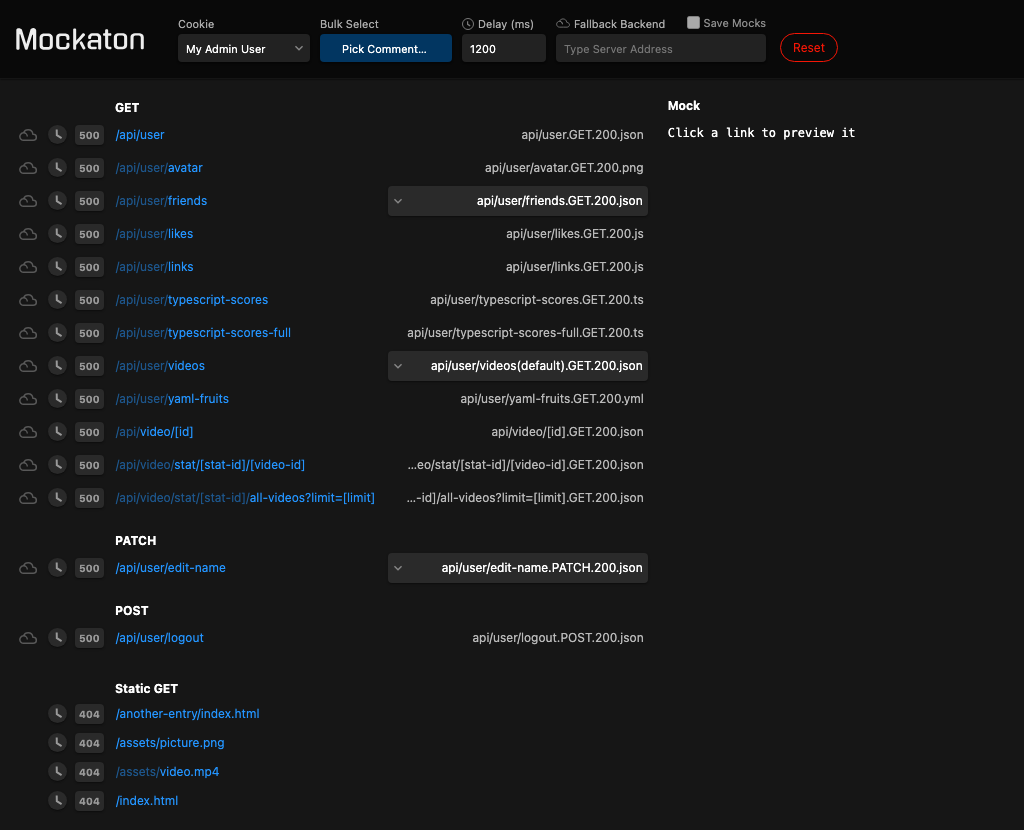 Mockaton
Cookie
My Admin User
Bulk Select
Pick Comment...
Delay (ms)
1200
Fallback Backend
Type Server Address
Save Mocks
Reset
GET
500 /api/user api/user.GET.200.json
500 /api/user/avatar api/user/avatar.GET.200.png
500 /api/user/friends api/user/friends.GET.200.json
500 /api/user/likes api/user/likes.GET.200.js
500 /api/user/links api/user/links.GET.200.js
500 /api/user/typescript-scores api/user/typescript-scores.GET.200.ts
500 /api/user/typescript-scores-full api/user/typescript-scores-full.GET.200.ts
500 /api/user/videos api/user/videos(default).GET.200.json
500 /api/user/yaml-fruits api/user/yaml-fruits.GET.200.yml
500 /api/video/[id] api/video/[id].GET.200.json
500 /api/video/stat/[stat-id]/[video-id] ...eo/stat/[stat-id]/[video-id].GET.200.json
500 /api/video/stat/[stat-id]/all-videos?limit=[limit] ...-id]/all-videos?limit=[limit].GET.200.json
PATCH
500 /api/user/edit-name api/user/edit-name.PATCH.200.json
POST
500 /api/user/logout api/user/logout.POST.200.json
Static GET
404 /another-entry/index.html
404 /assets/picture.png
404 /assets/video.mp4
404 /index.html
Mock
Click a link to preview it